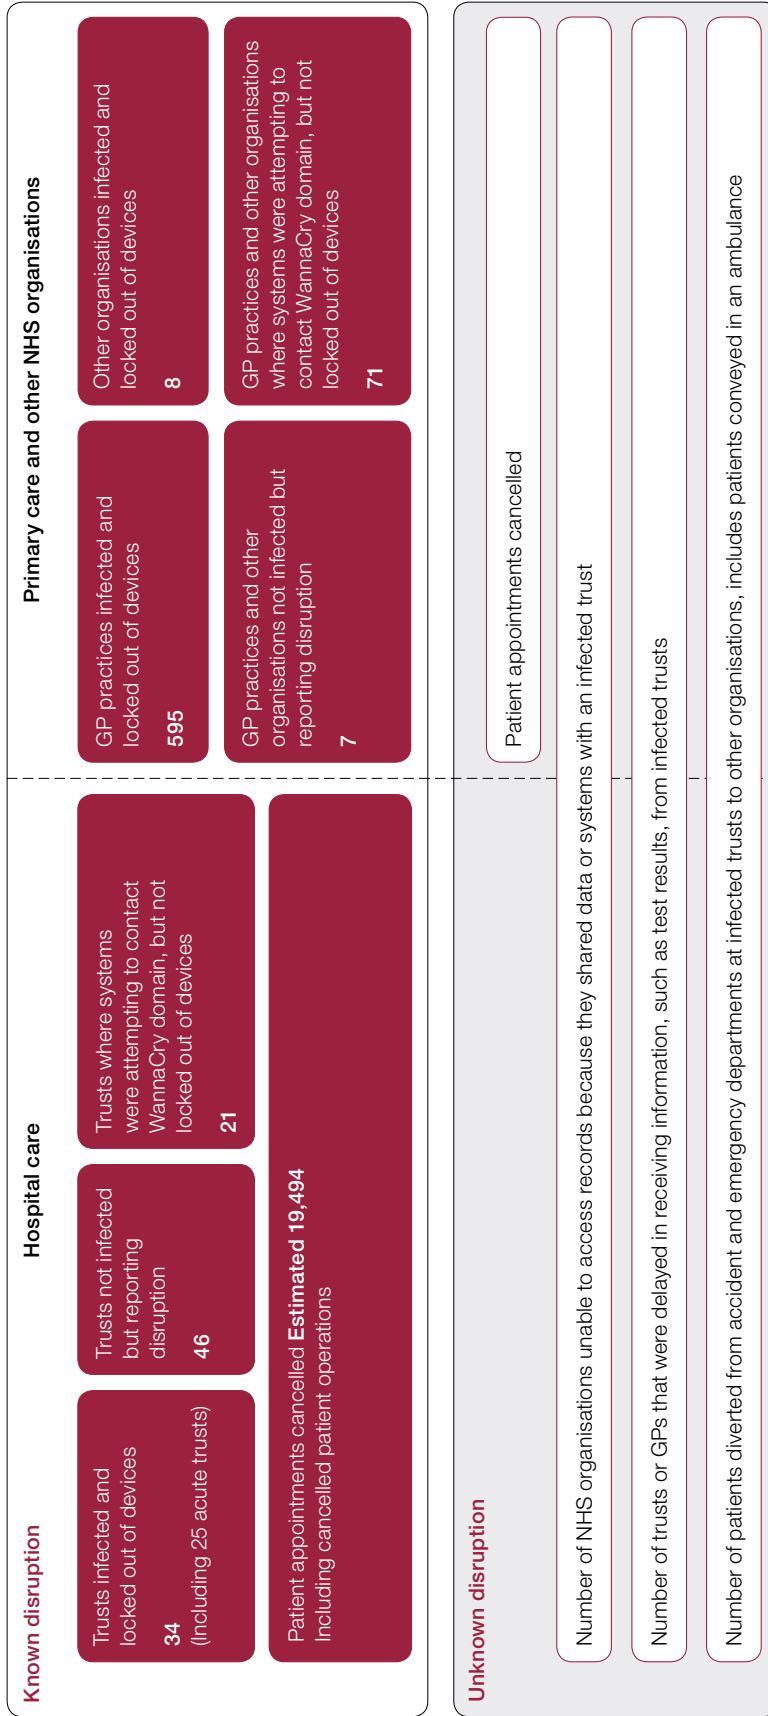 Known disruption
Hospital care
Primary care and other NHS organisations
Trusts infected and
locked out of devices
34
(Including 25 acute trusts)
Trusts not infected
but reporting
disruption
46
Trusts where systems
were attempting to contact
WannaCry domain, but not
locked out of devices
21
Patient appointments cancelled Estimated 19,494
Including cancelled patient operations
GP practices infected and
locked out of devices
595
Other organisations infected and
locked out of devices
8
GP practices and other
organisations not infected but
reporting disruption
7
GP practices and other organisations
where systems were attempting to
contact WannaCry domain, but not
locked out of devices
71
Unknown disruption
Patient appointments cancelled
Number of NHS organisations unable to access records because they shared data or systems with an infected trust
Number of trusts or GPs that were delayed in receiving information, such as test results, from infected trusts
Number of patients diverted from accident and emergency departments at infected trusts to other organisations, includes patients conveyed in an ambulance